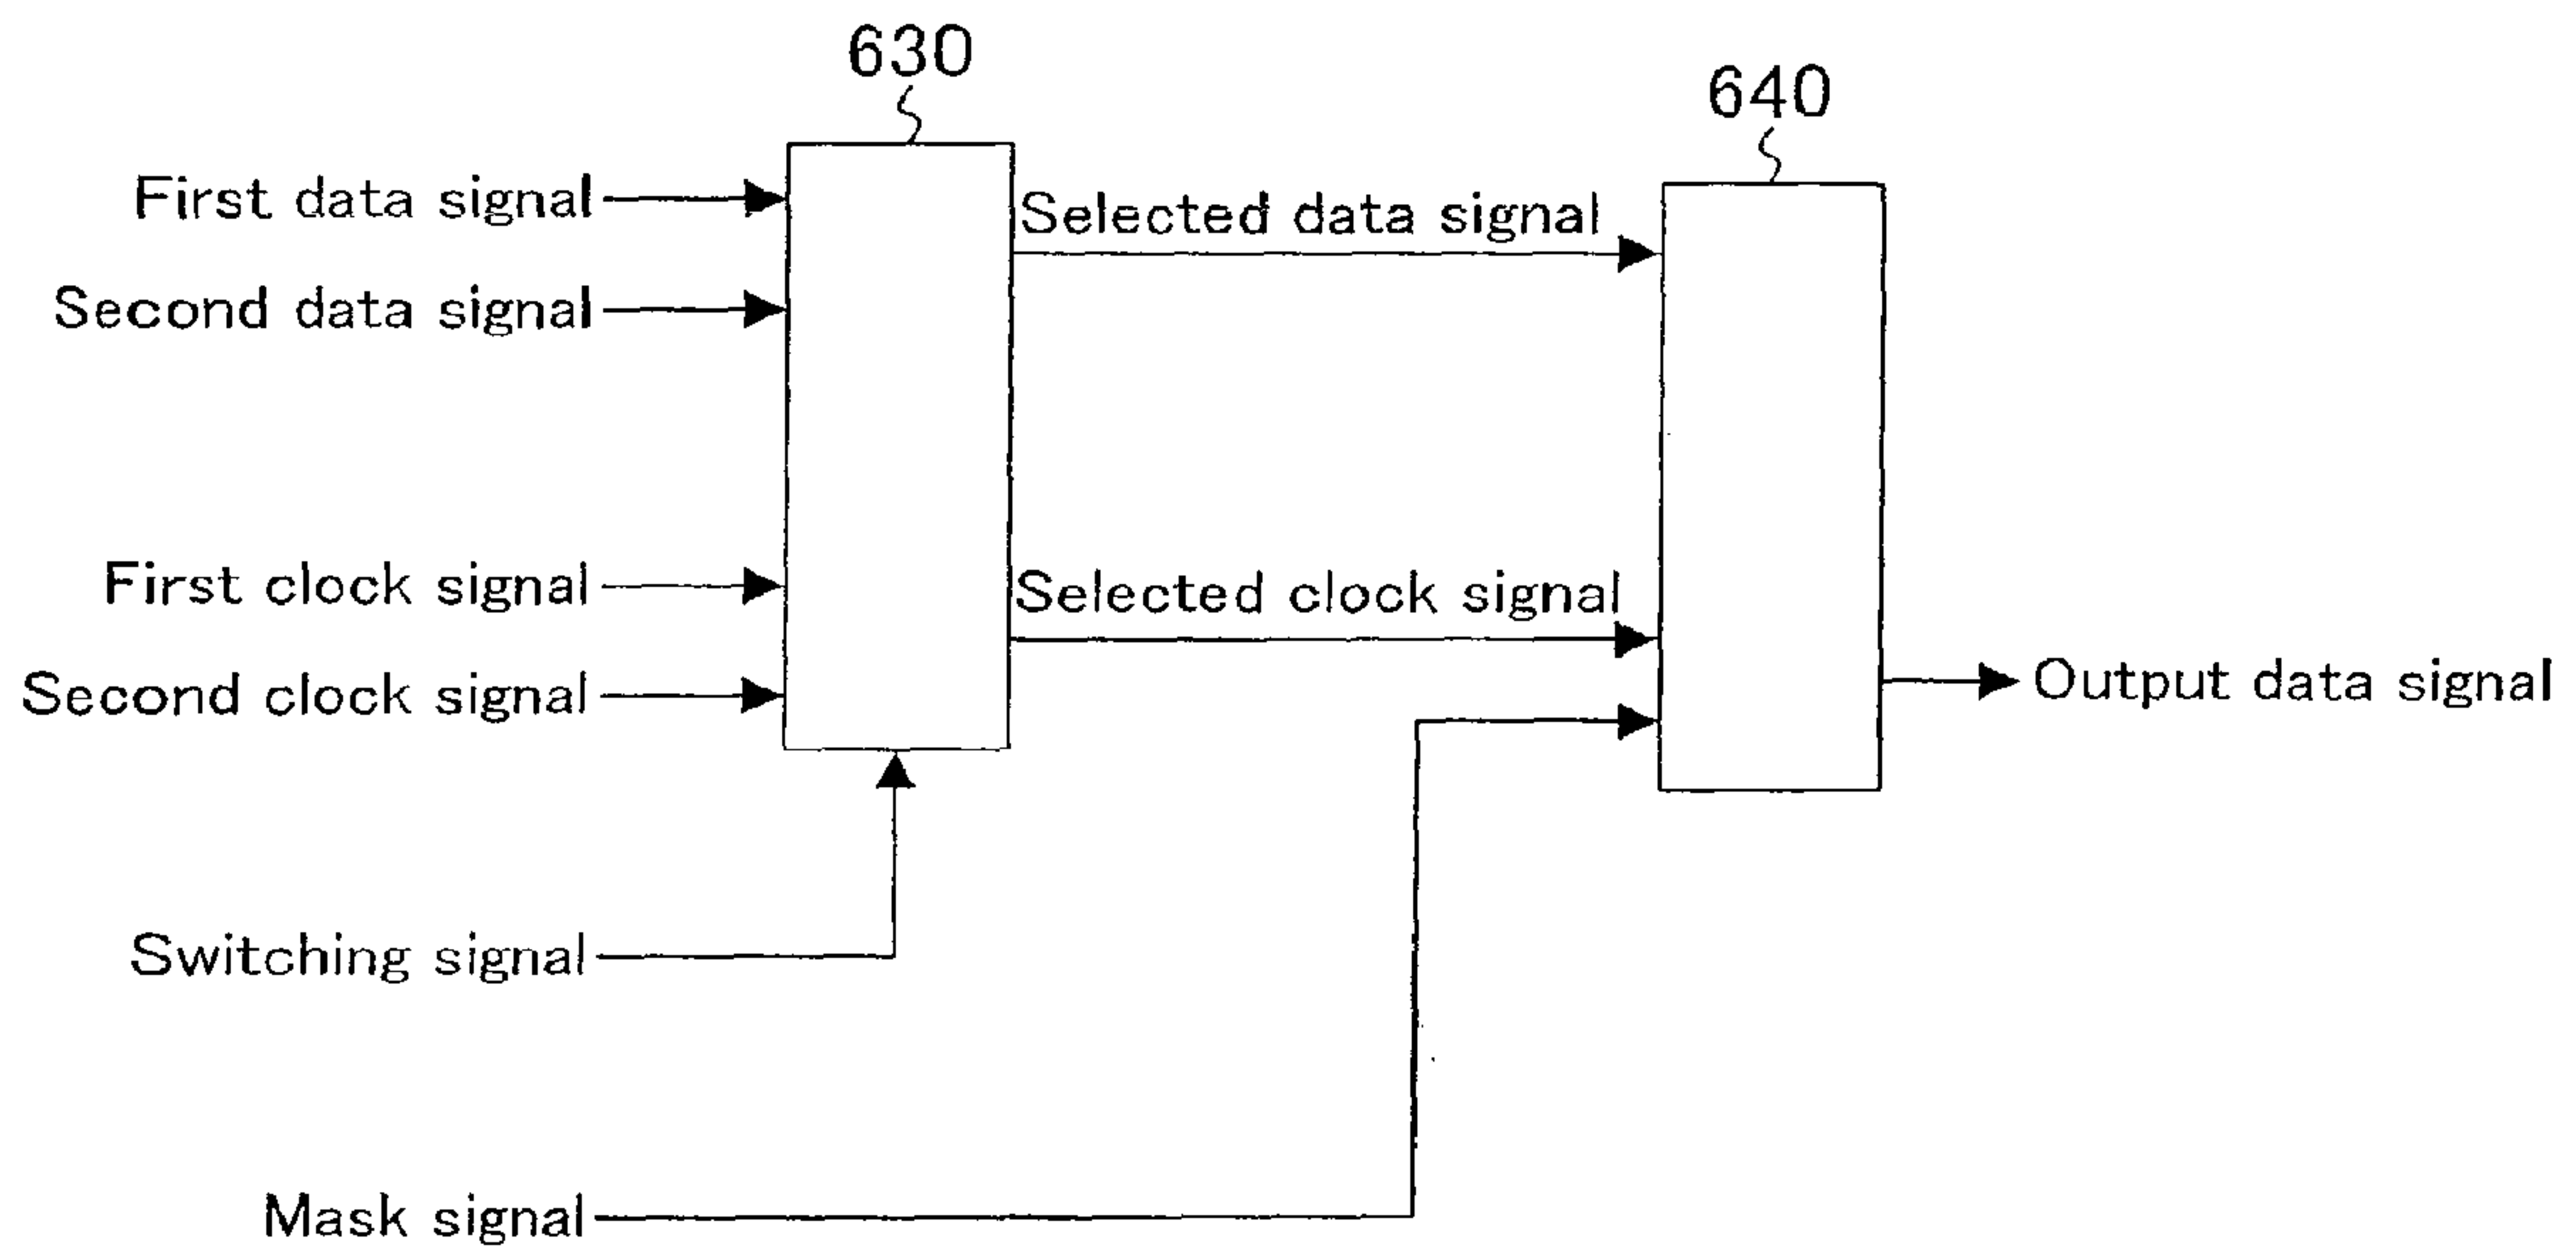 630
640
First data signal
Selected data signal
Second data signal
First clock signal
Selected clock signal
Second clock signal
Output data signal
Switching signal
Mask signal